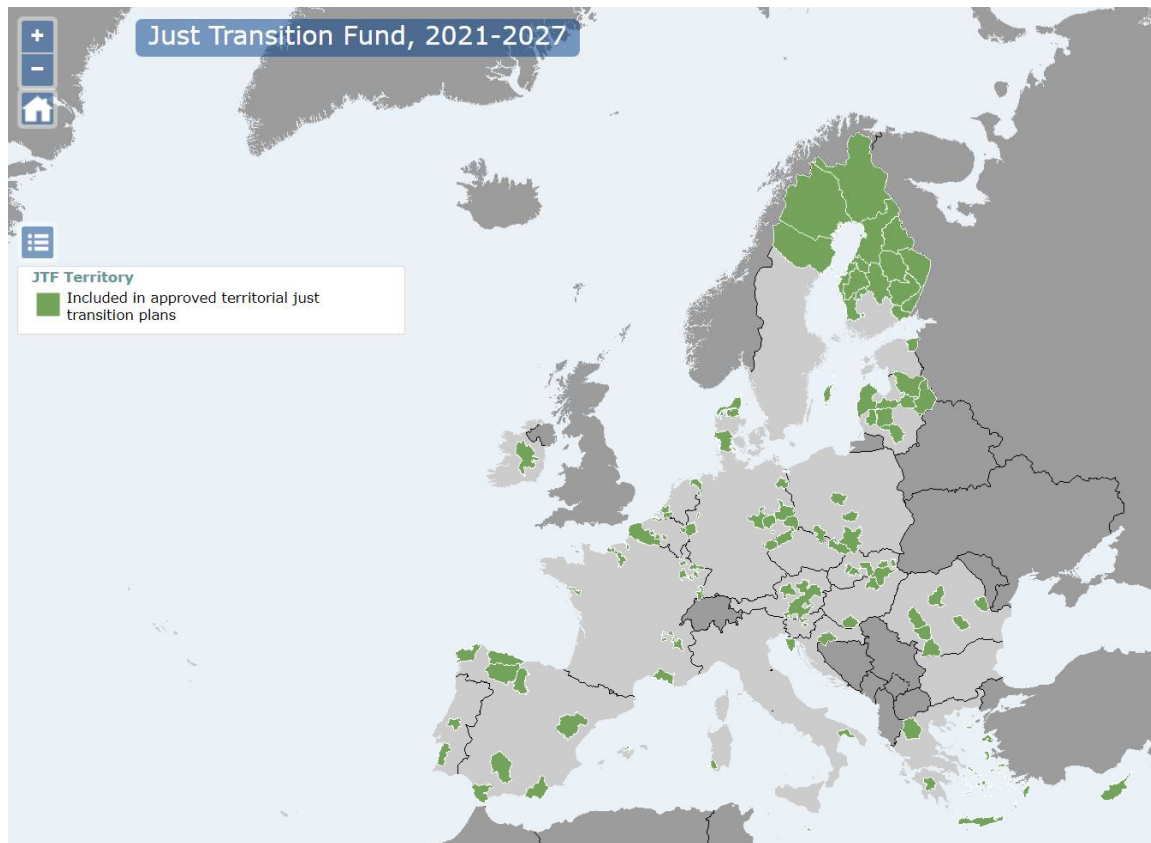 +
Just Transition Fund, 2021-2027
−
JTF Territory
Included in approved territorial just
transition plans